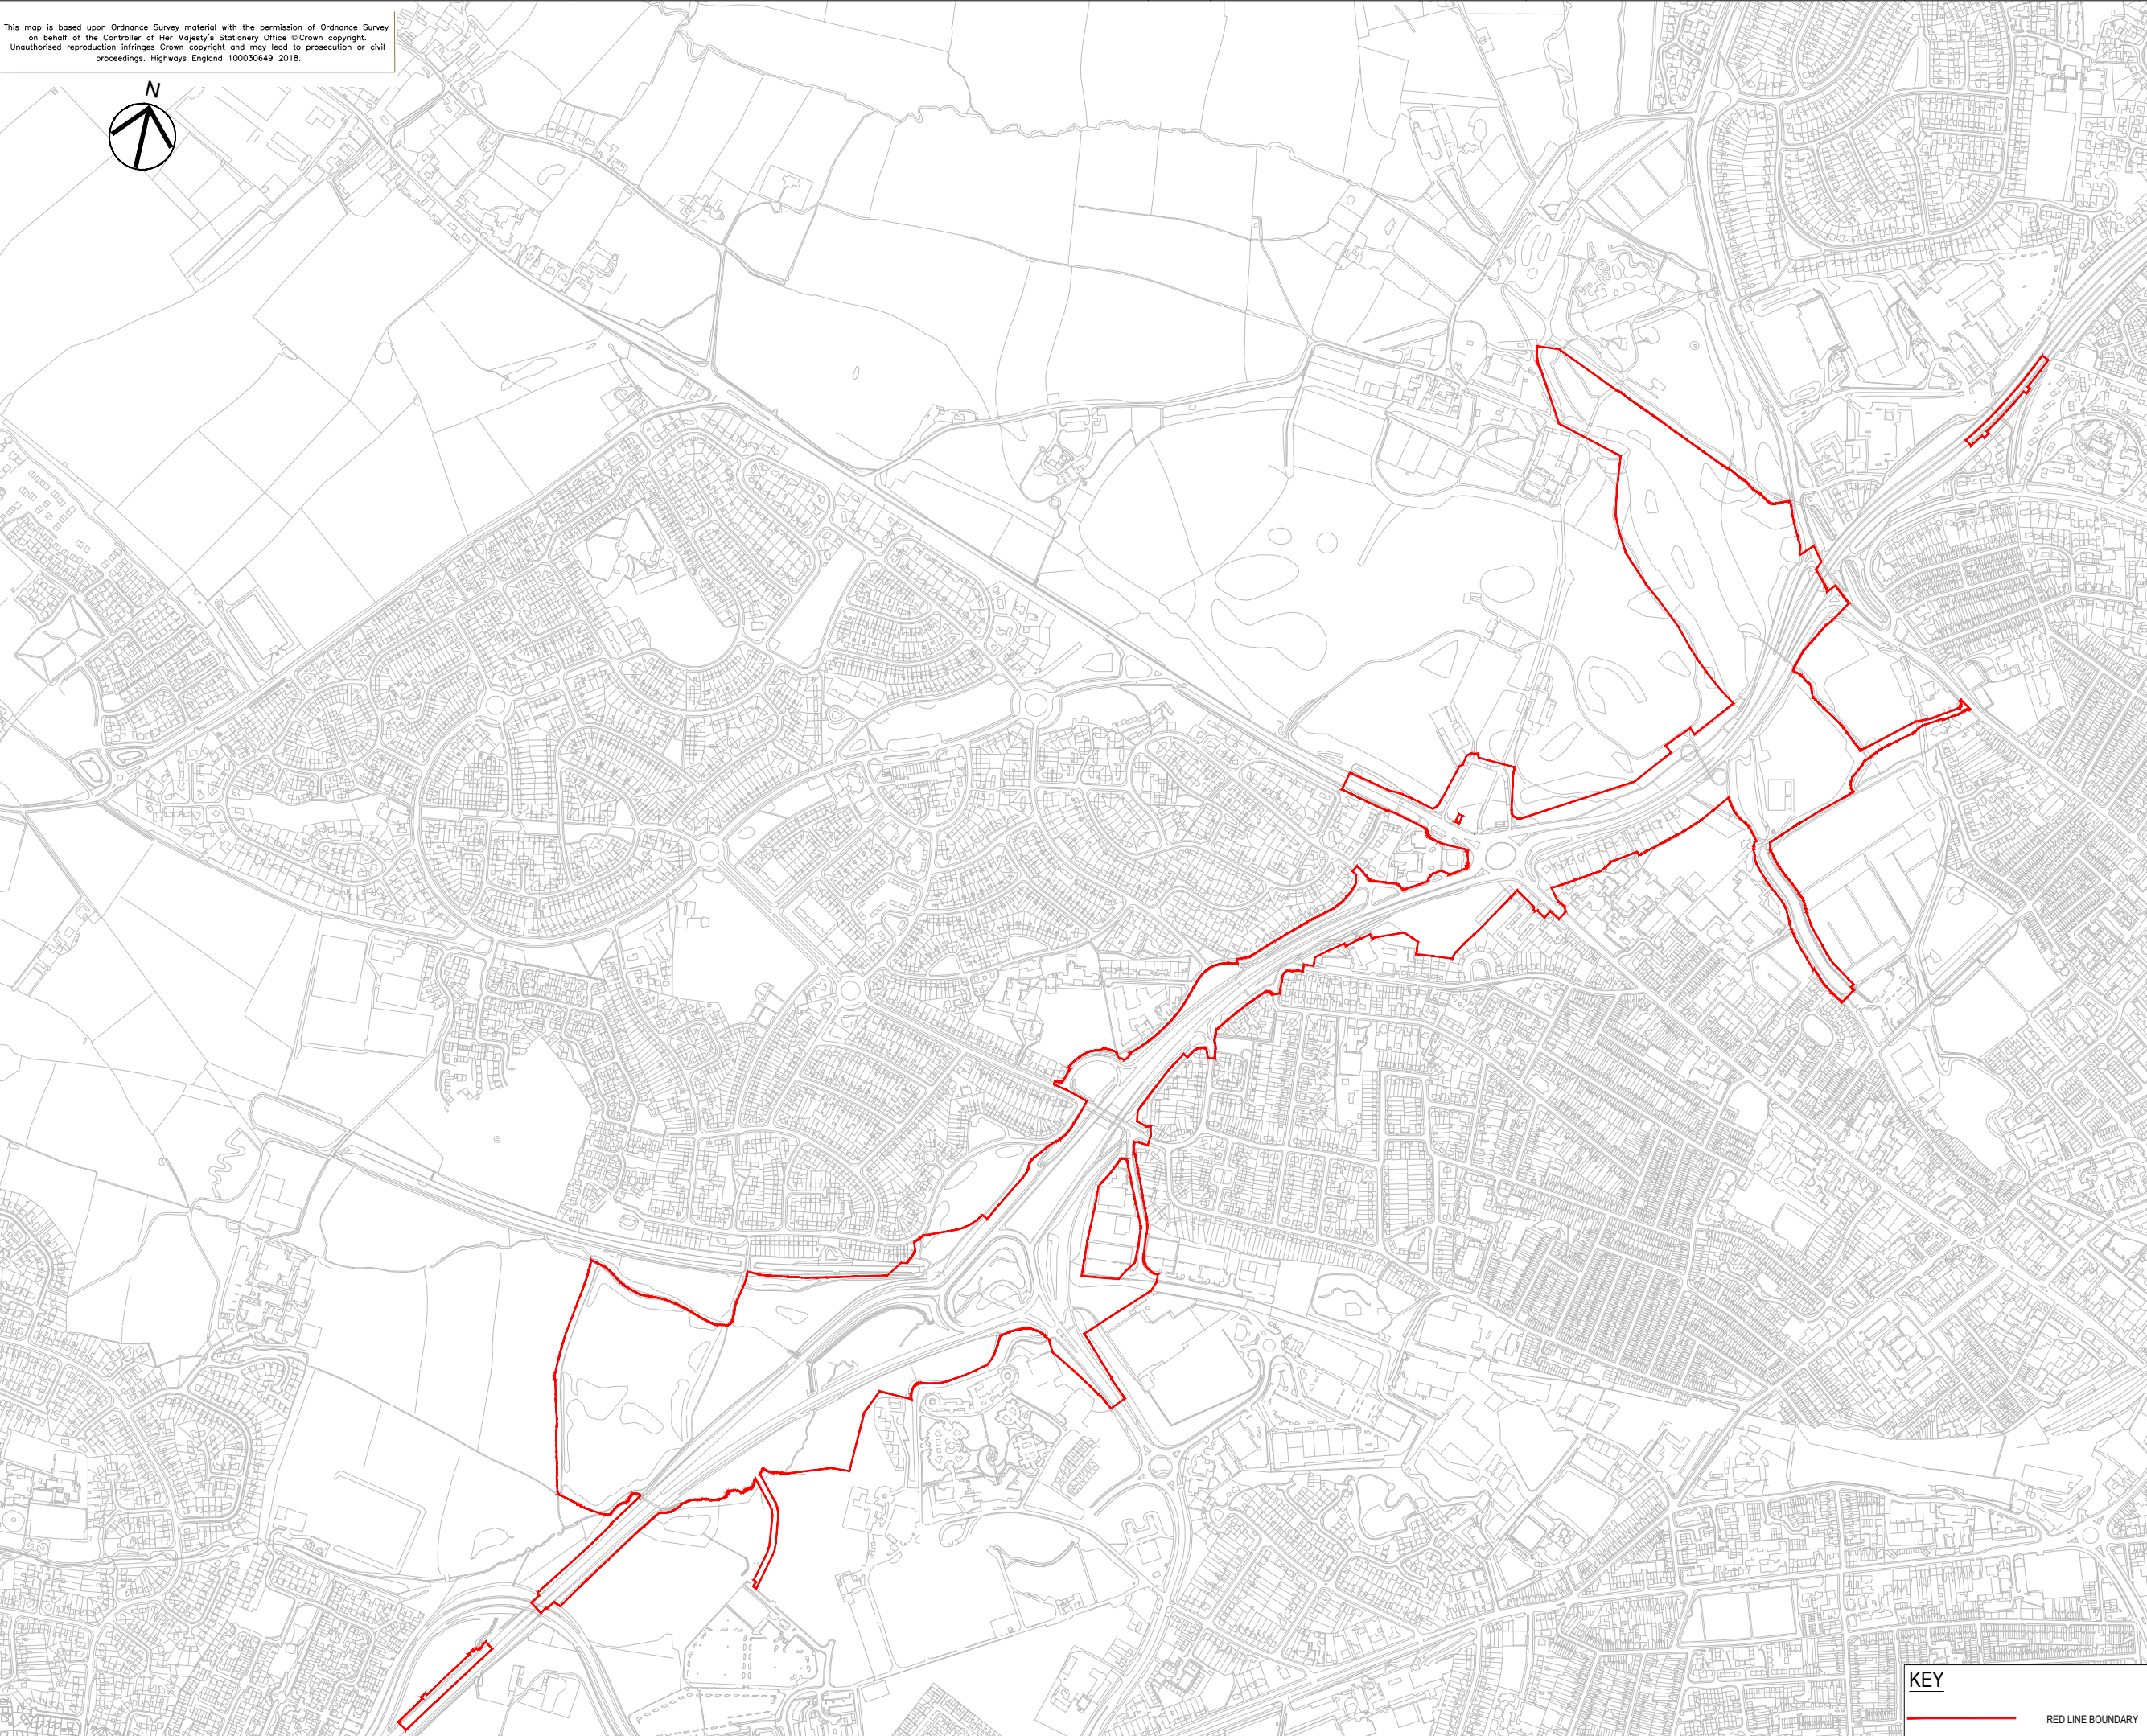 This map is based upon Ordnance Survey material with the permission of Ordnance Survey
on behalf of the Controller of Her Majesty's Stationery Office © Crown copyright.
Unauthorised reproduction infringes Crown copyright and may lead to prosecution or civil
proceedings. Highways England 100030649 2018.
N
KEY
RED LINE BOUNDARY